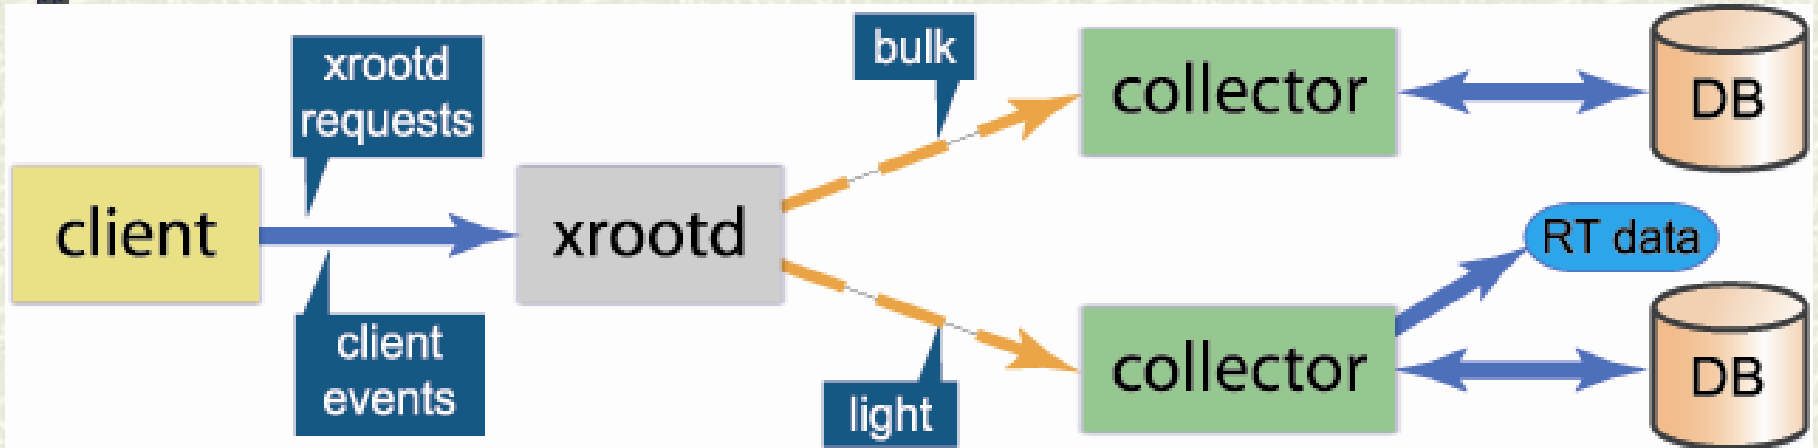 xrootd
requests
client
client
events
xrootd
bulk
light
collector
DB
collector
RT data
DB